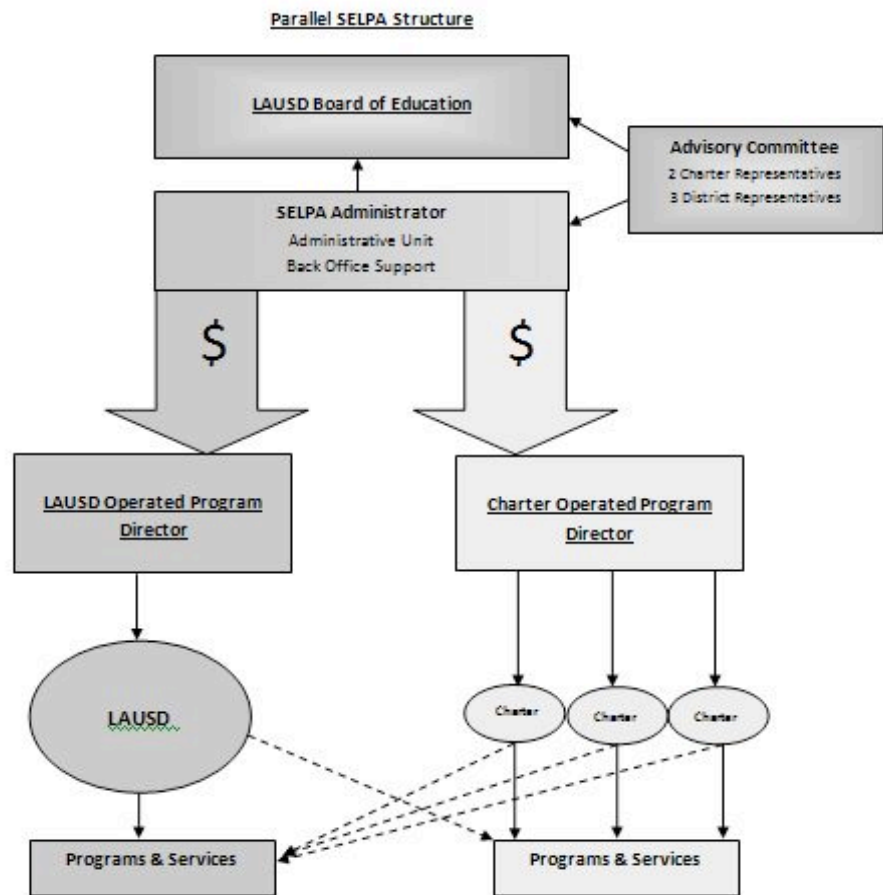 Parallel SELPA Structure
LAUSD Board of Education
Advisory Committee
2 Charter Representatives
3 District Representatives
SELPA Administrator
Administrative Unit
Back Office Support
$
$
LAUSD Operated Program
Director
Charter Operated Program
Director
LAUSD
Charter
Charter
Charter
Programs & Services
Programs & Services